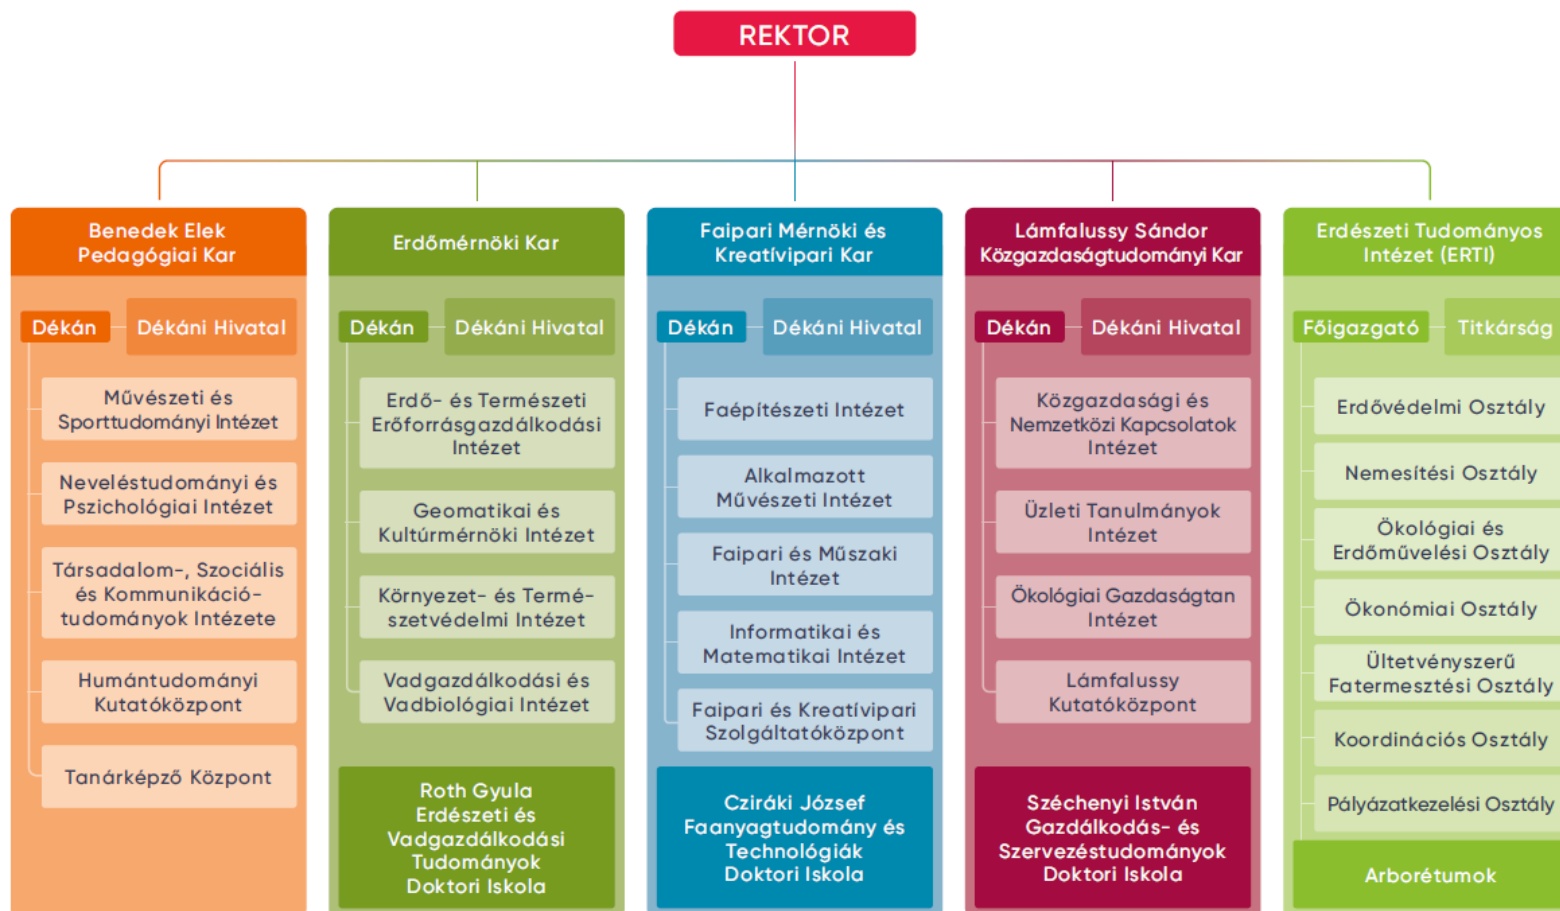 REKTOR
Benedek Elek
Pedagógiai Kar
Dékán
Dékáni Hivatal
Művészeti és
Sporttudományi Intézet
Neveléstudományi és
Pszichológiai Intézet
Társadalom-, Szociális
és Kommunikáció-
tudományok Intézete
Humántudományi
Kutatóközpont
Tanárképző Központ
Erdőmérnöki Kar
Dékán
Dékáni Hivatal
Erdő- és Természeti
Erőforrásgazdálkodási
Intézet
Geomatikai és
Kultúrmérnöki Intézet
Környezet- és Termé-
szetvédelmi Intézet
Vadgazdálkodási és
Vadbiológiai Intézet
Roth Gyula
Erdészeti és
Vadgazdálkodási
Tudományok
Doktori Iskola
Faipari Mérnöki és
Kreatívipari Kar
Dékán
Dékáni Hivatal
Faépítészeti Intézet
Alkalmazott
Művészeti Intézet
Faipari és Műszaki
Intézet
Informatikai és
Matematikai Intézet
Faipari és Kreatívipari
Szolgáltatóközpont
Cziráki József
Faanyagtudomány és
Technológiák
Doktori Iskola
Lámfalussy Sándor
Közgazdaságtudományi Kar
Dékán
Dékáni Hivatal
Közgazdasági és
Nemzetközi Kapcsolatok
Intézet
Üzleti Tanulmányok
Intézet
Ökológiai Gazdaságtan
Intézet
Lámfalussy
Kutatóközpont
Széchenyi István
Gazdálkodás- és
Szervezéstudományok
Doktori Iskola
Erdészeti Tudományos
Intézet (ERTI)
Főigazgató
Titkárság
Erdővédelmi Osztály
Nemesítési Osztály
Ökológiai és
Erdőművelési Osztály
Ökonómiai Osztály
Ültetvényszerű
Fatermesztési Osztály
Koordinációs Osztály
Pályázatkezelési Osztály
Arborétumok